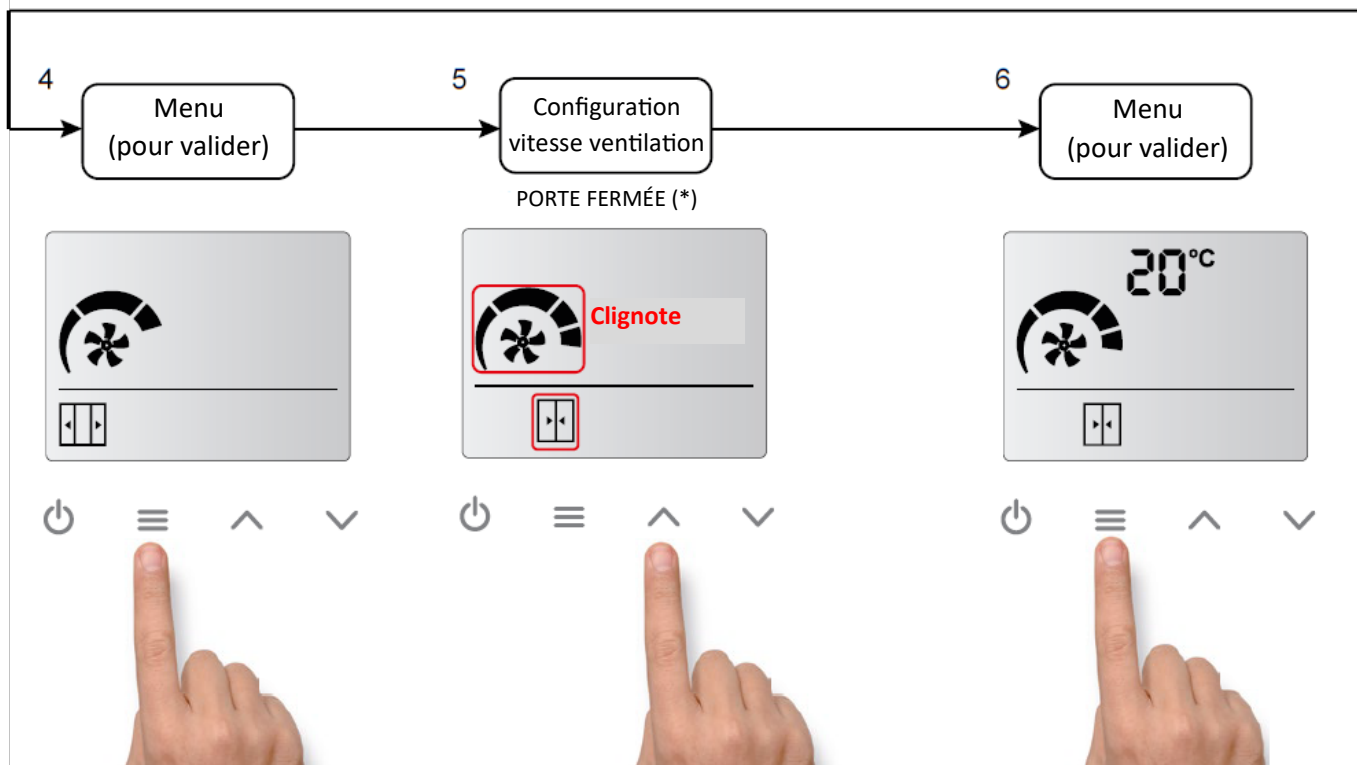 4
Menu
(pour valider)
5
Configuration
vitesse ventilation
PORTE FERMÉE (*)
6
Menu
(pour valider)
Clignote
20°C